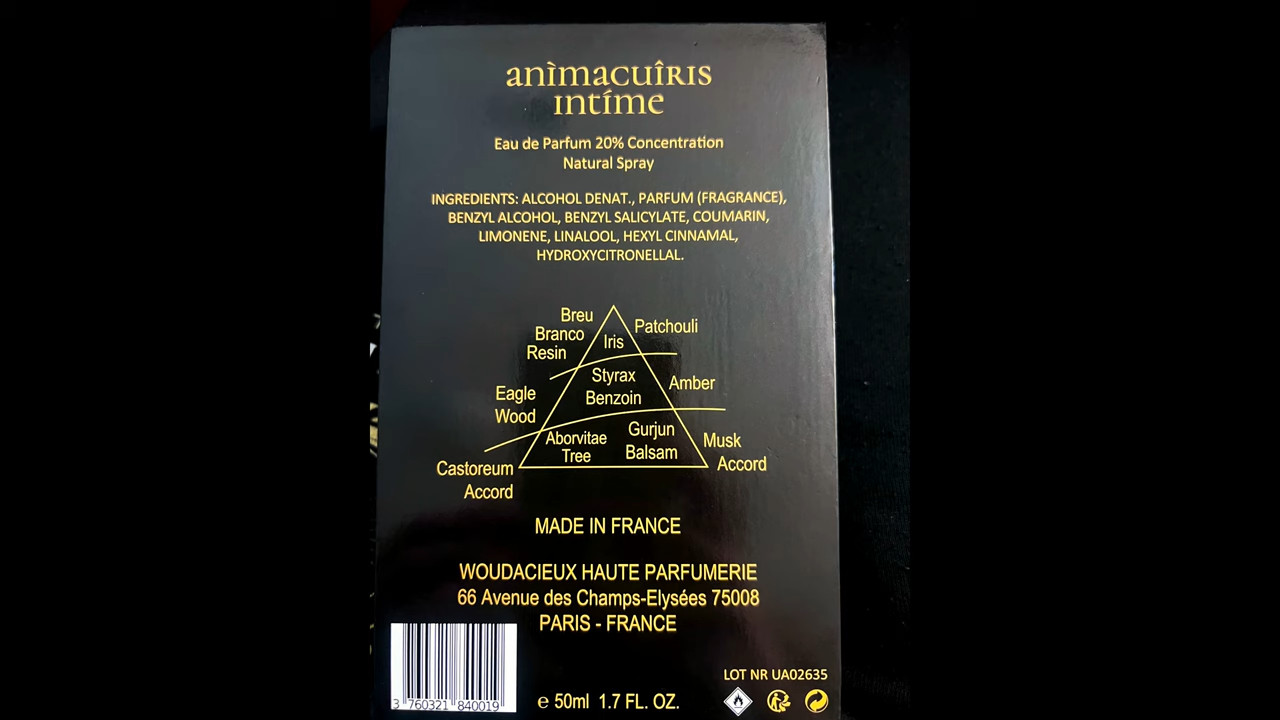 anìmacuîrıs
ıntíme
Eau de Parfum 20% Concentration
Natural Spray
INGREDIENTS: ALCOHOL DENAT., PARFUM (FRAGRANCE),
BENZYL ALCOHOL, BENZYL SALICYLATE, COUMARIN,
LIMONENE, LINALOOL, HEXYL CINNAMAL,
HYDROXYCITRONELLAL.
Breu
Branco
Resin
Iris
Patchouli
Eagle
Wood
Styrax
Benzoin
Amber
Castoreum
Accord
Aborvitae
Tree
Gurjun
Balsam
Musk
Accord
MADE IN FRANCE
WOUDACIEUX HAUTE PARFUMERIE
66 Avenue des Champs-Elysées 75008
PARIS - FRANCE
LOT NR UA02635
3 760321 840019
e 50ml 1.7 FL. OZ.